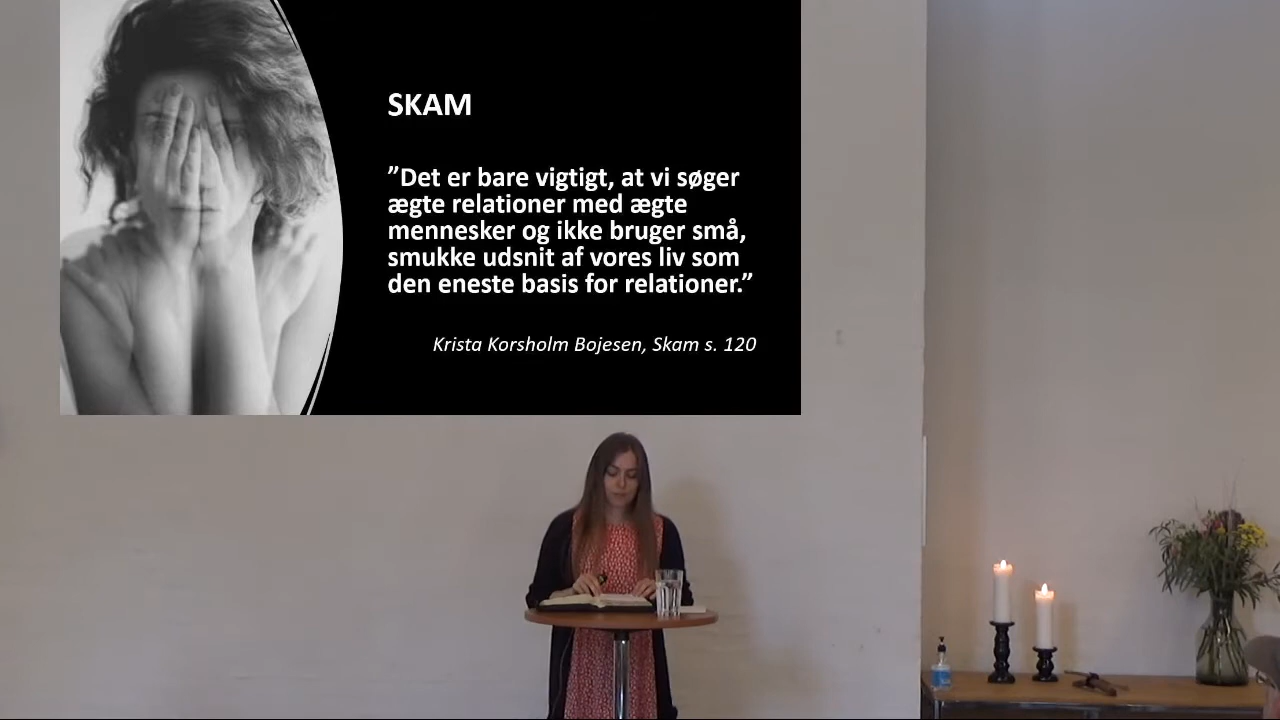 SKAM
”Det er bare vigtigt, at vi søger
ægte relationer med ægte
mennesker og ikke bruger små,
smukke udsnit af vores liv som
den eneste basis for relationer.”
Krista Korsholm Bojesen, Skam s. 120